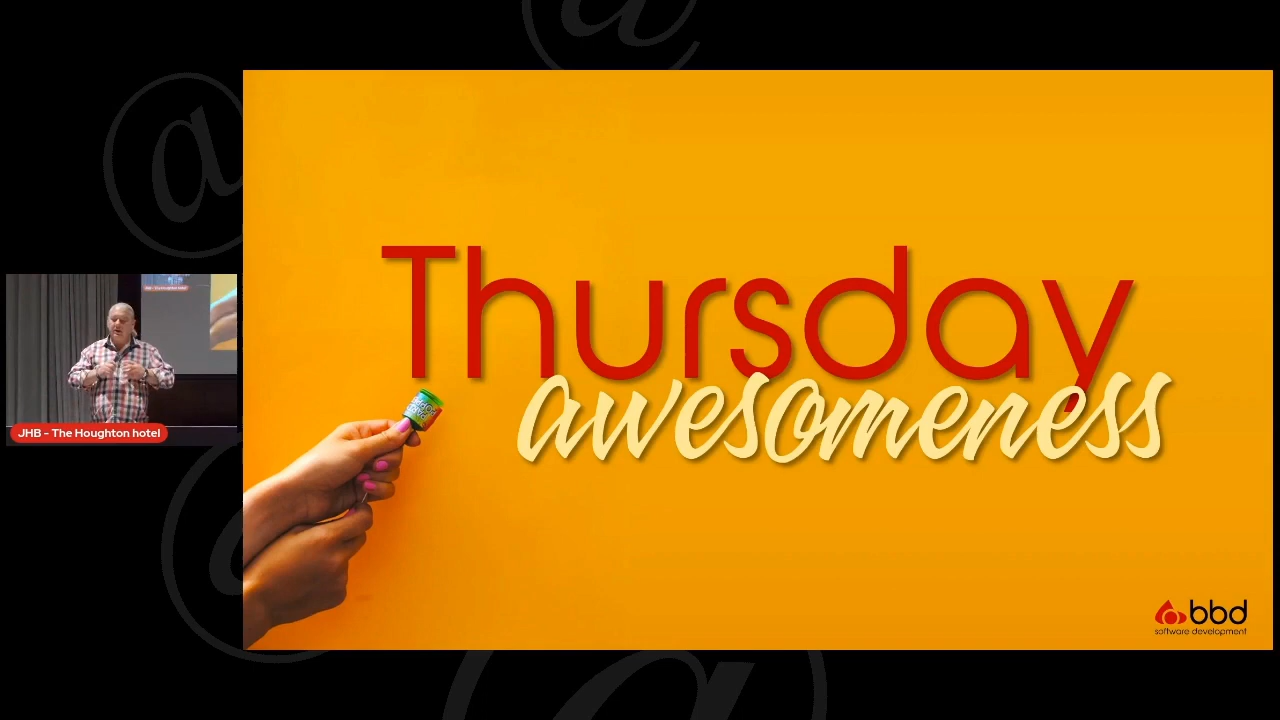 Thursday
awesomeness
JHB - The Houghton hotel
bbd
software development